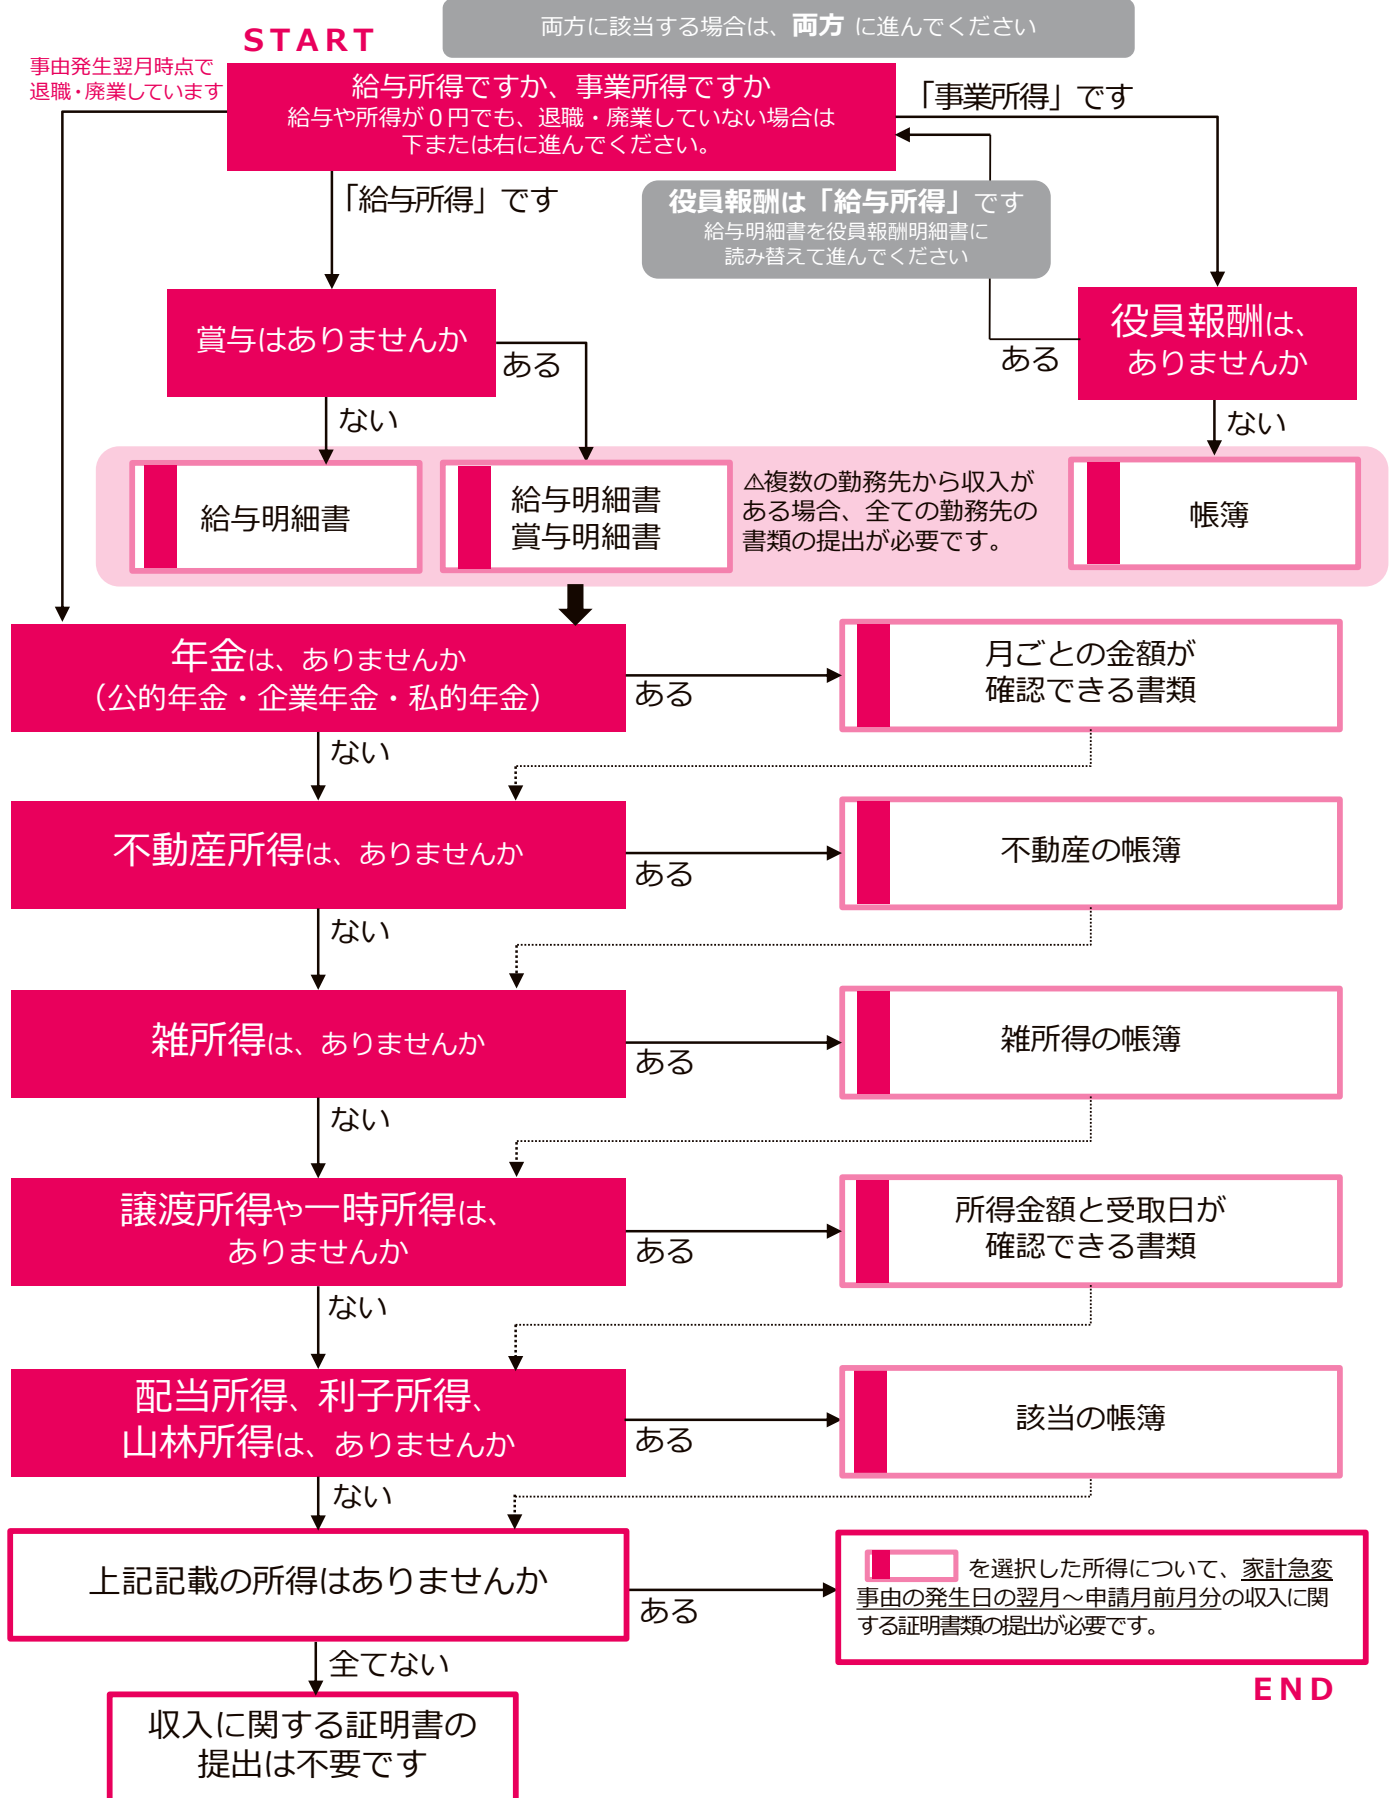 両方に該当する場合は、両方 に進んでください
START
事由発生翌月時点で
退職・廃業しています
給与所得ですか、事業所得ですか
給与や所得が０円でも、退職・廃業していない場合は
下または右に進んでください。
「事業所得」です
「給与所得」です
役員報酬は「給与所得」です
給与明細書を役員報酬明細書に
読み替えて進んでください
賞与はありませんか
ある
ない
役員報酬は、
ありませんか
ある
ない
給与明細書
給与明細書
賞与明細書
⚠複数の勤務先から収入が
ある場合、全ての勤務先の
書類の提出が必要です。
帳簿
年金は、ありませんか
（公的年金・企業年金・私的年金）
ある
月ごとの金額が
確認できる書類
ない
不動産所得は、ありませんか
ある
不動産の帳簿
ない
雑所得は、ありませんか
ある
雑所得の帳簿
ない
譲渡所得や一時所得は、
ありませんか
ある
所得金額と受取日が
確認できる書類
ない
配当所得、利子所得、
山林所得は、ありませんか
ある
該当の帳簿
ない
上記記載の所得はありませんか
ある
を選択した所得について、家計急変
事由の発生日の翌月～申請月前月分の収入に関
する証明書類の提出が必要です。
全てない
END
収入に関する証明書の
提出は不要です